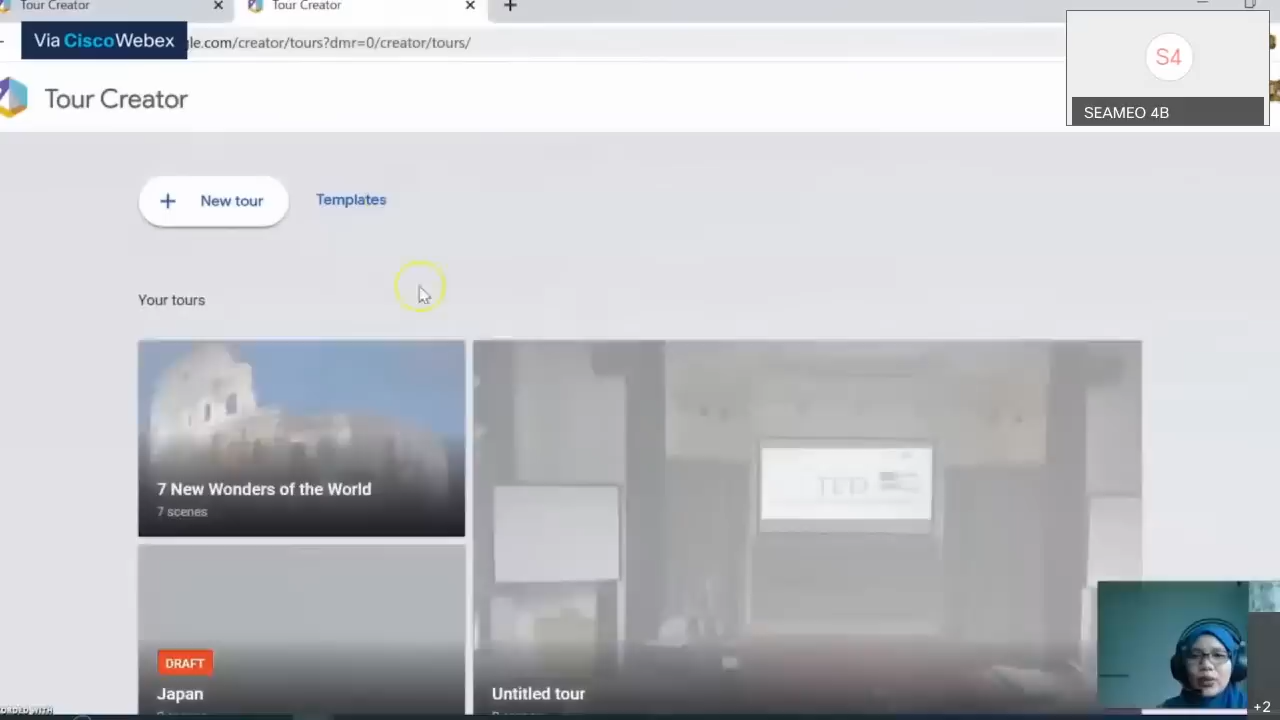 Tour Creator
Tour Creator
Via CiscoWebex
gle.com/creator/tours?dmr=0/creator/tours/
S4
SEAMEO 4B
Tour Creator
+ New tour
Templates
Your tours
7 New Wonders of the World
7 scenes
DRAFT
Japan
Untitled tour
+2